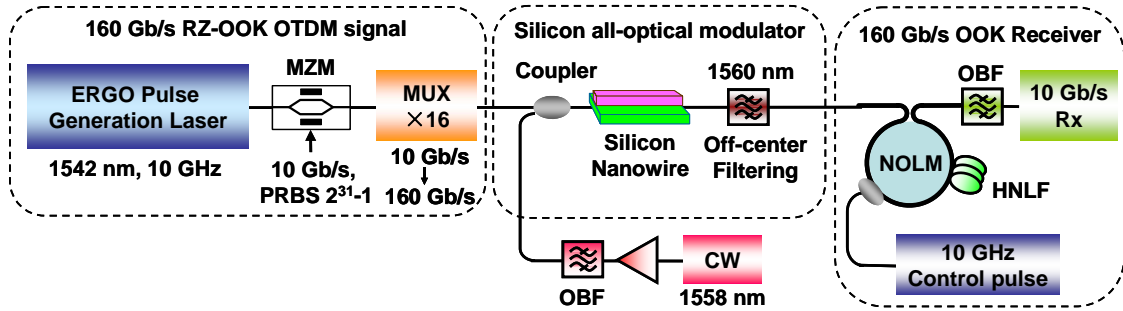 160 Gb/s RZ-OOK OTDM signal
ERGO Pulse
Generation Laser
1542 nm, 10 GHz
MZM
10 Gb/s,
PRBS 2³¹-1
MUX
×16
10 Gb/s
160 Gb/s
Silicon all-optical modulator
Coupler
Silicon
Nanowire
1560 nm
Off-center
Filtering
OBF
CW
1558 nm
160 Gb/s OOK Receiver
OBF
10 Gb/s
Rx
NOLM
HNLF
10 GHz
Control pulse